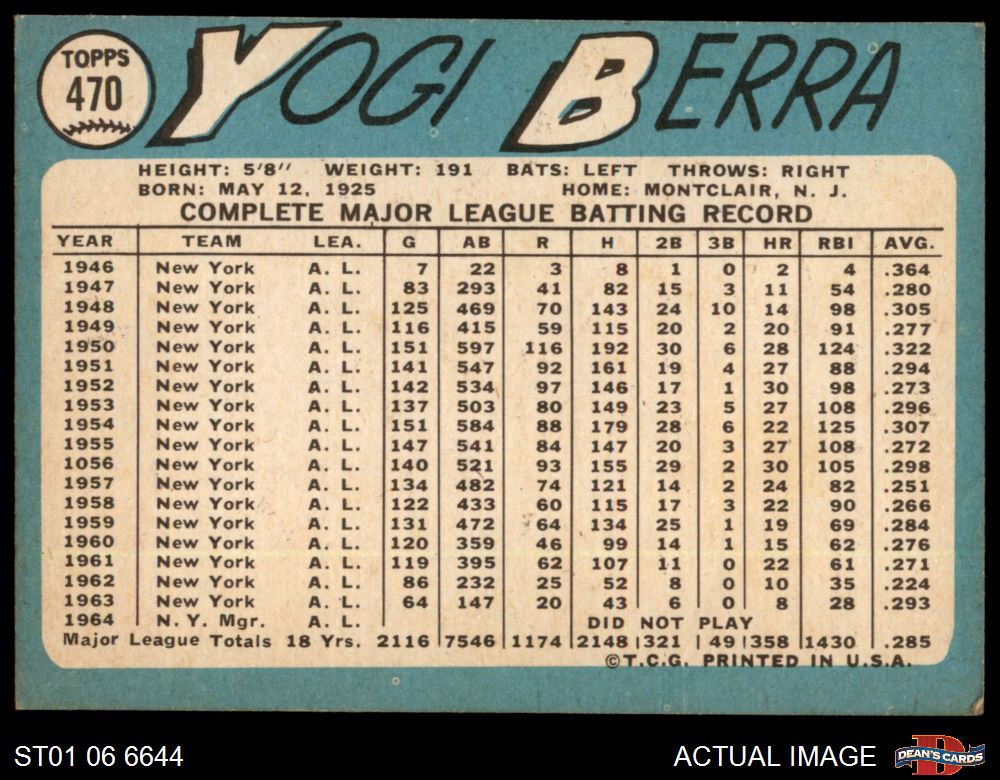 TOPPS
470
YOGI BERRA
HEIGHT: 5'8'' WEIGHT: 191 BATS: LEFT THROWS: RIGHT
BORN: MAY 12, 1925 HOME: MONTCLAIR, N. J.
COMPLETE MAJOR LEAGUE BATTING RECORD
YEAR TEAM LEA. G AB R H 2B 3B HR RBI AVG.
1946 New York A. L. 7 22 3 8 1 0 2 4 .364
1947 New York A. L. 83 293 41 82 15 3 11 54 .280
1948 New York A. L. 125 469 70 143 24 10 14 98 .305
1949 New York A. L. 116 415 59 115 20 2 20 91 .277
1950 New York A. L. 151 597 116 192 30 6 28 124 .322
1951 New York A. L. 141 547 92 161 19 4 27 88 .294
1952 New York A. L. 142 534 97 146 17 1 30 98 .273
1953 New York A. L. 137 503 80 149 23 5 27 108 .296
1954 New York A. L. 151 584 88 179 28 6 22 125 .307
1955 New York A. L. 147 541 84 147 20 3 27 108 .272
1056 New York A. L. 140 521 93 155 29 2 30 105 .298
1957 New York A. L. 134 482 74 121 14 2 24 82 .251
1958 New York A. L. 122 433 60 115 17 3 22 90 .266
1959 New York A. L. 131 472 64 134 25 1 19 69 .284
1960 New York A. L. 120 359 46 99 14 1 15 62 .276
1961 New York A. L. 119 395 62 107 11 0 22 61 .271
1962 New York A. L. 86 232 25 52 8 0 10 35 .224
1963 New York A. L. 64 147 20 43 6 0 8 28 .293
1964 N. Y. Mgr. A. L. DID NOT PLAY
Major League Totals 18 Yrs. 2116 7546 1174 2148 321 49 358 1430 .285
©T.C.G. PRINTED IN U.S.A.
ST01 06 6644 ACTUAL IMAGE DEAN'S CARDS